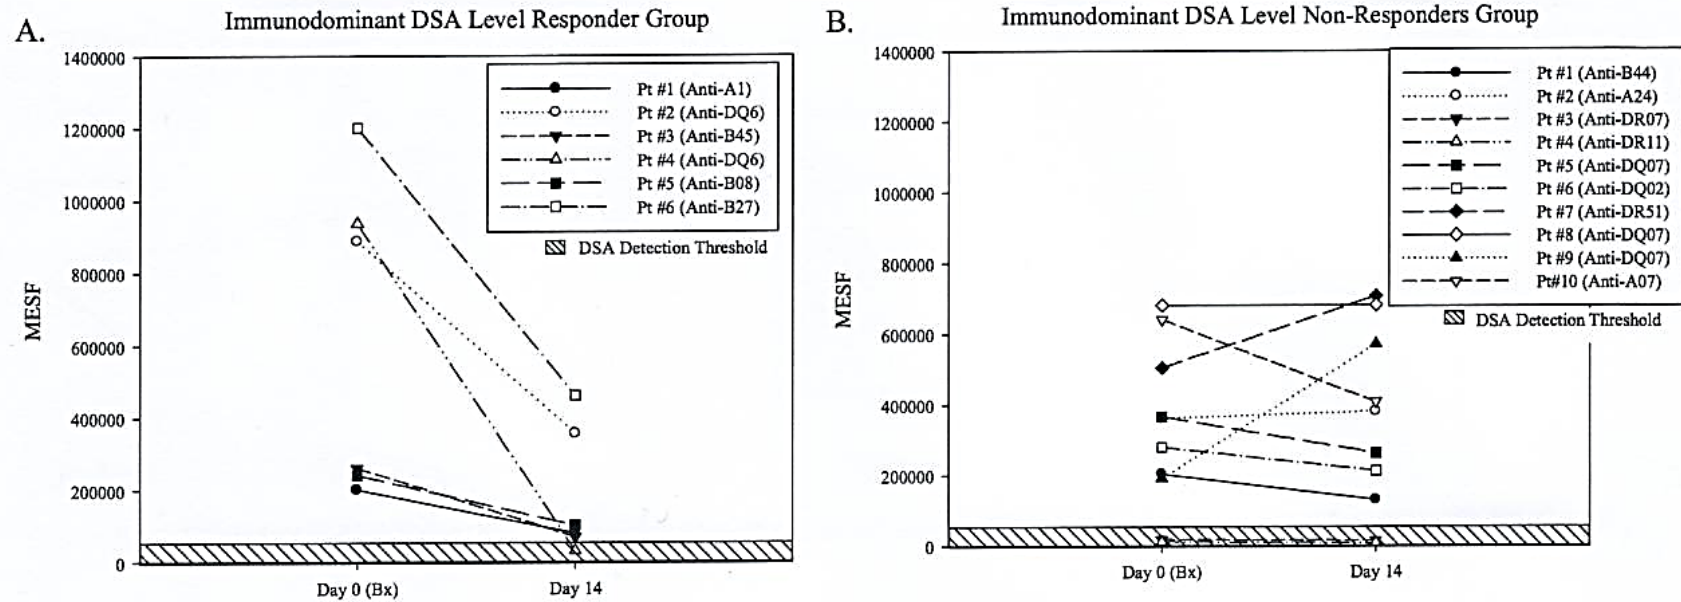 A.
Immunodominant DSA Level Responder Group
1400000
1200000
1000000
800000
600000
400000
200000
0
MESF
Day 0 (Bx)
Day 14
Pt #1 (Anti-A1)
Pt #2 (Anti-DQ6)
Pt #3 (Anti-B45)
Pt #4 (Anti-DQ6)
Pt #5 (Anti-B08)
Pt #6 (Anti-B27)
DSA Detection Threshold
B.
Immunodominant DSA Level Non-Responders Group
1400000
1200000
1000000
800000
600000
400000
200000
0
MESF
Day 0 (Bx)
Day 14
Pt #1 (Anti-B44)
Pt #2 (Anti-A24)
Pt #3 (Anti-DR07)
Pt #4 (Anti-DR11)
Pt #5 (Anti-DQ07)
Pt #6 (Anti-DQ02)
Pt #7 (Anti-DR51)
Pt #8 (Anti-DQ07)
Pt #9 (Anti-DQ07)
Pt#10 (Anti-A07)
DSA Detection Threshold